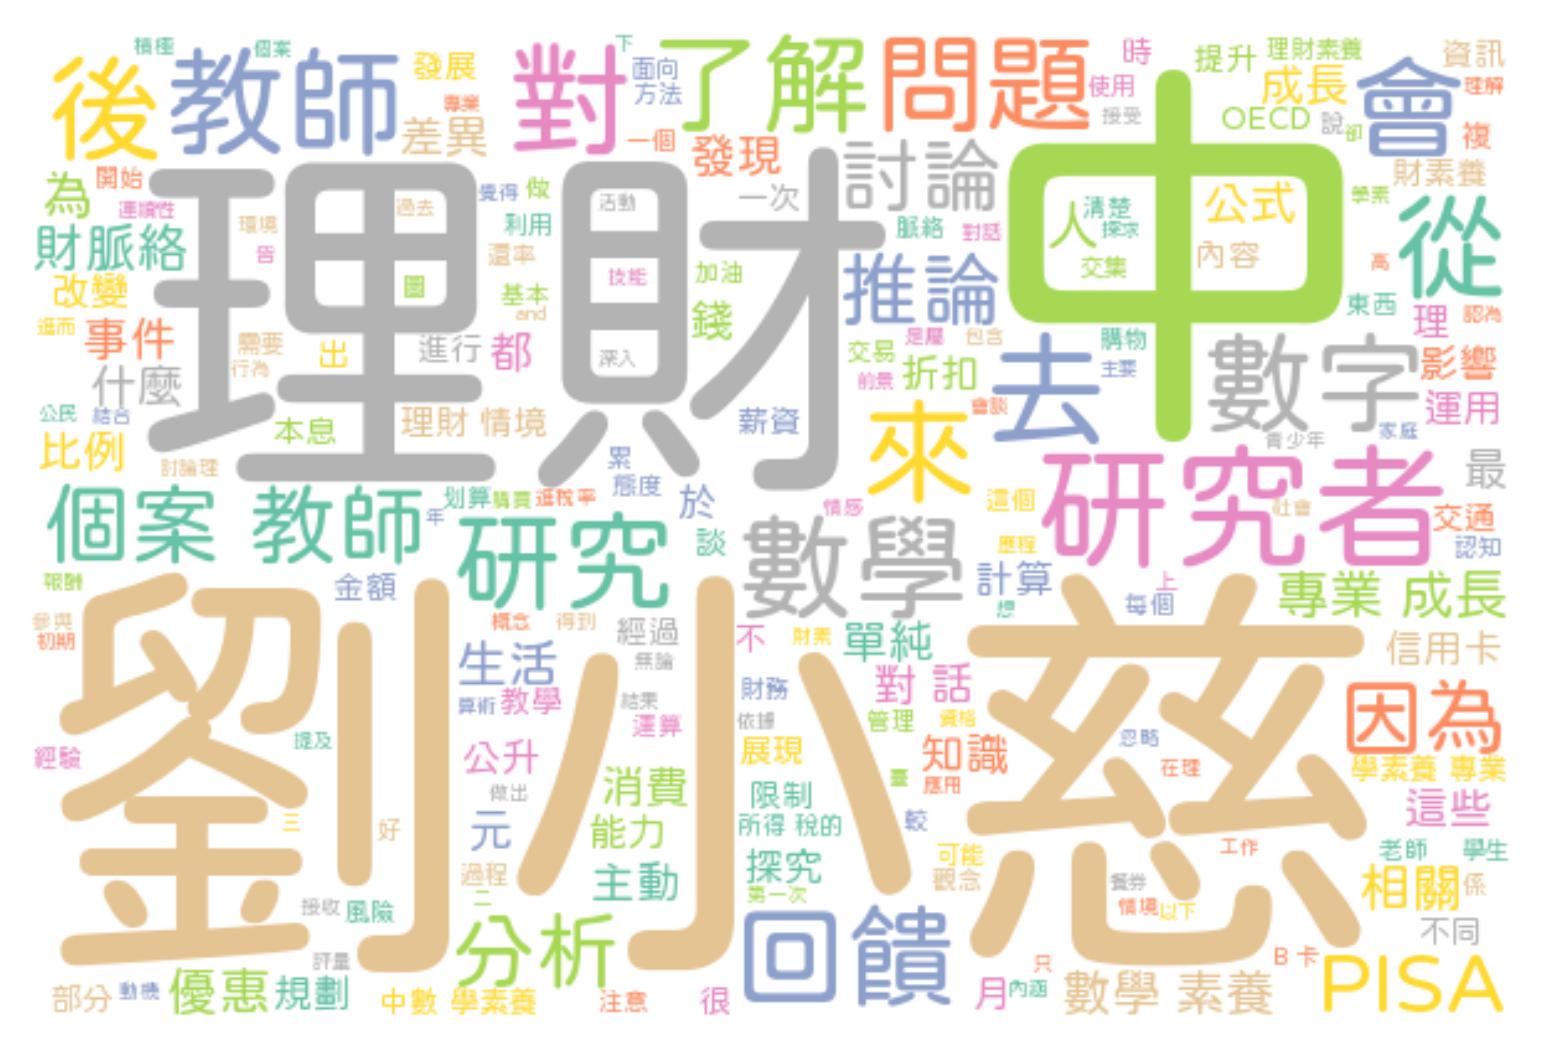 積極 個案 下 時 理財素養 資訊
後 教師 發展 對 面向 了解 問題 使用 提升 成長 會 理解
專業 方法 接受 OECD 說 卻 複
差異 一個 發現 討論 中 財素養
為 開始 覺得 做 活動 一次 人 清楚 公式 學素 從
連續性 理財 過去 利用 脈絡 對話 探求
財脈絡 環境 皆 還率 技能 加油 推論 交集 內容 高
改變 圖 基本 錢 東西 理 認為
進而 事件 需要 出 進行 都 and 交易 是屬 包含 購物 數字 影響
什麼 行為 深入 前景 折扣 去 主要
公民 結合 本息 理財 情境 薪資 來 會談 青少年 家庭 運用
比例 討論理 累 最
個案 教師 年 划算 購買 進稅率 態度 於 情感 這個 研究者 社會 交通
研究 談 數學 應程 認知
報酬 金額 計算 上 專業 成長
參與 初期 劉小慈 概念 得到 經過 不 財素 單純 想 每個 信用卡
生活 無論 財務 對 話
算術 教學 結果 運算 依據 管理 資格 因為
經驗 提及 公升 展現 知識 忽略 在理 學素養 專業
做出 消費 限制 臺 應用 這些
三 好 元 能力 所得 稅的 較 工作 老師 學生
過程 主動 探究 可能 觀念 餐券 相關 係
接收 風險 二 第一次 情境 以下
評量 分析 回饋 不同
部分 動機 優惠 規劃 中數 學素養 注意 很 月 內涵 只 數學 素養 B 卡 PISA